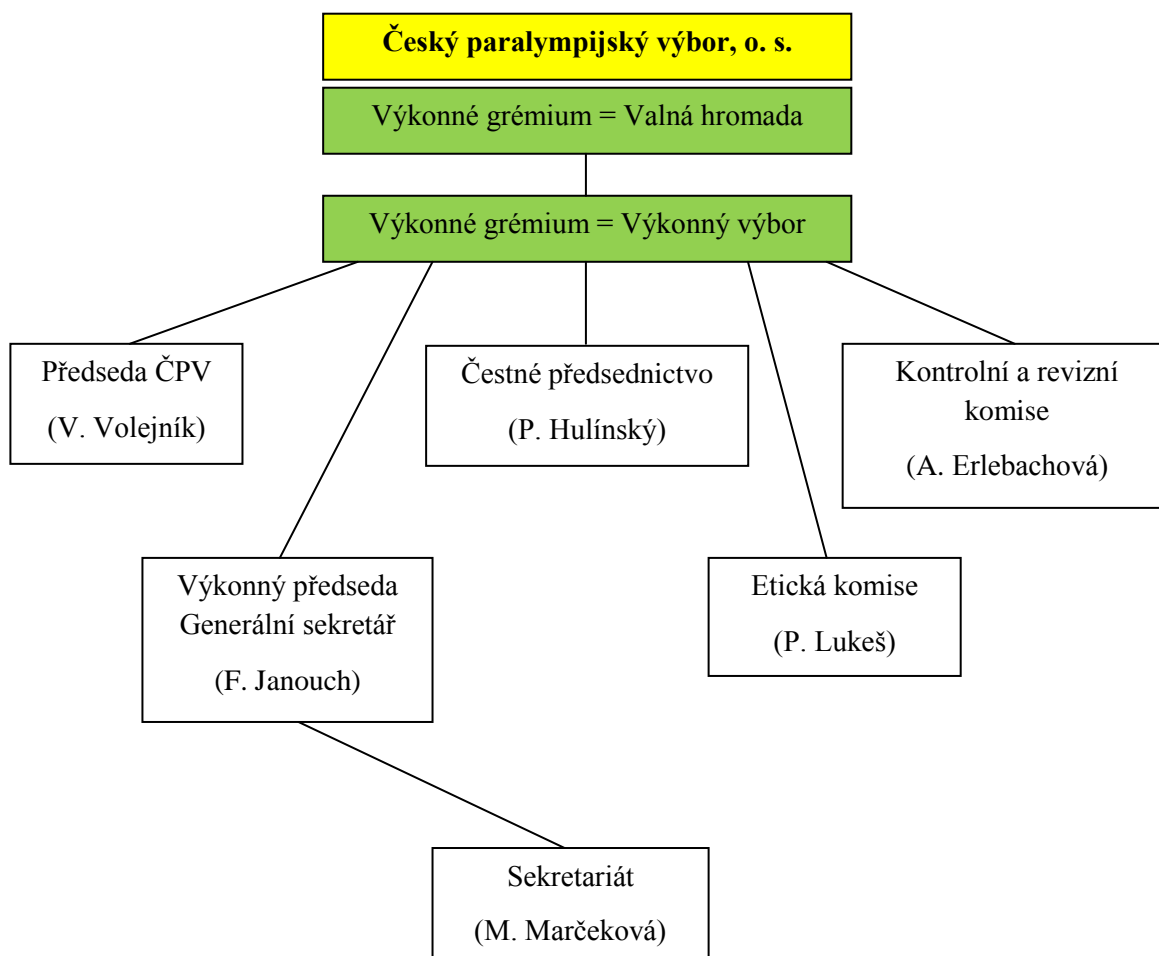 Český paralympijský výbor, o. s.
Výkonné grémium = Valná hromada
Výkonné grémium = Výkonný výbor
Předseda ČPV
(V. Volejník)
Čestné předsednictvo
(P. Hulínský)
Kontrolní a revizní
komise
(A. Erlebachová)
Výkonný předseda
Generální sekretář
(F. Janouch)
Etická komise
(P. Lukeš)
Sekretariát
(M. Marčeková)